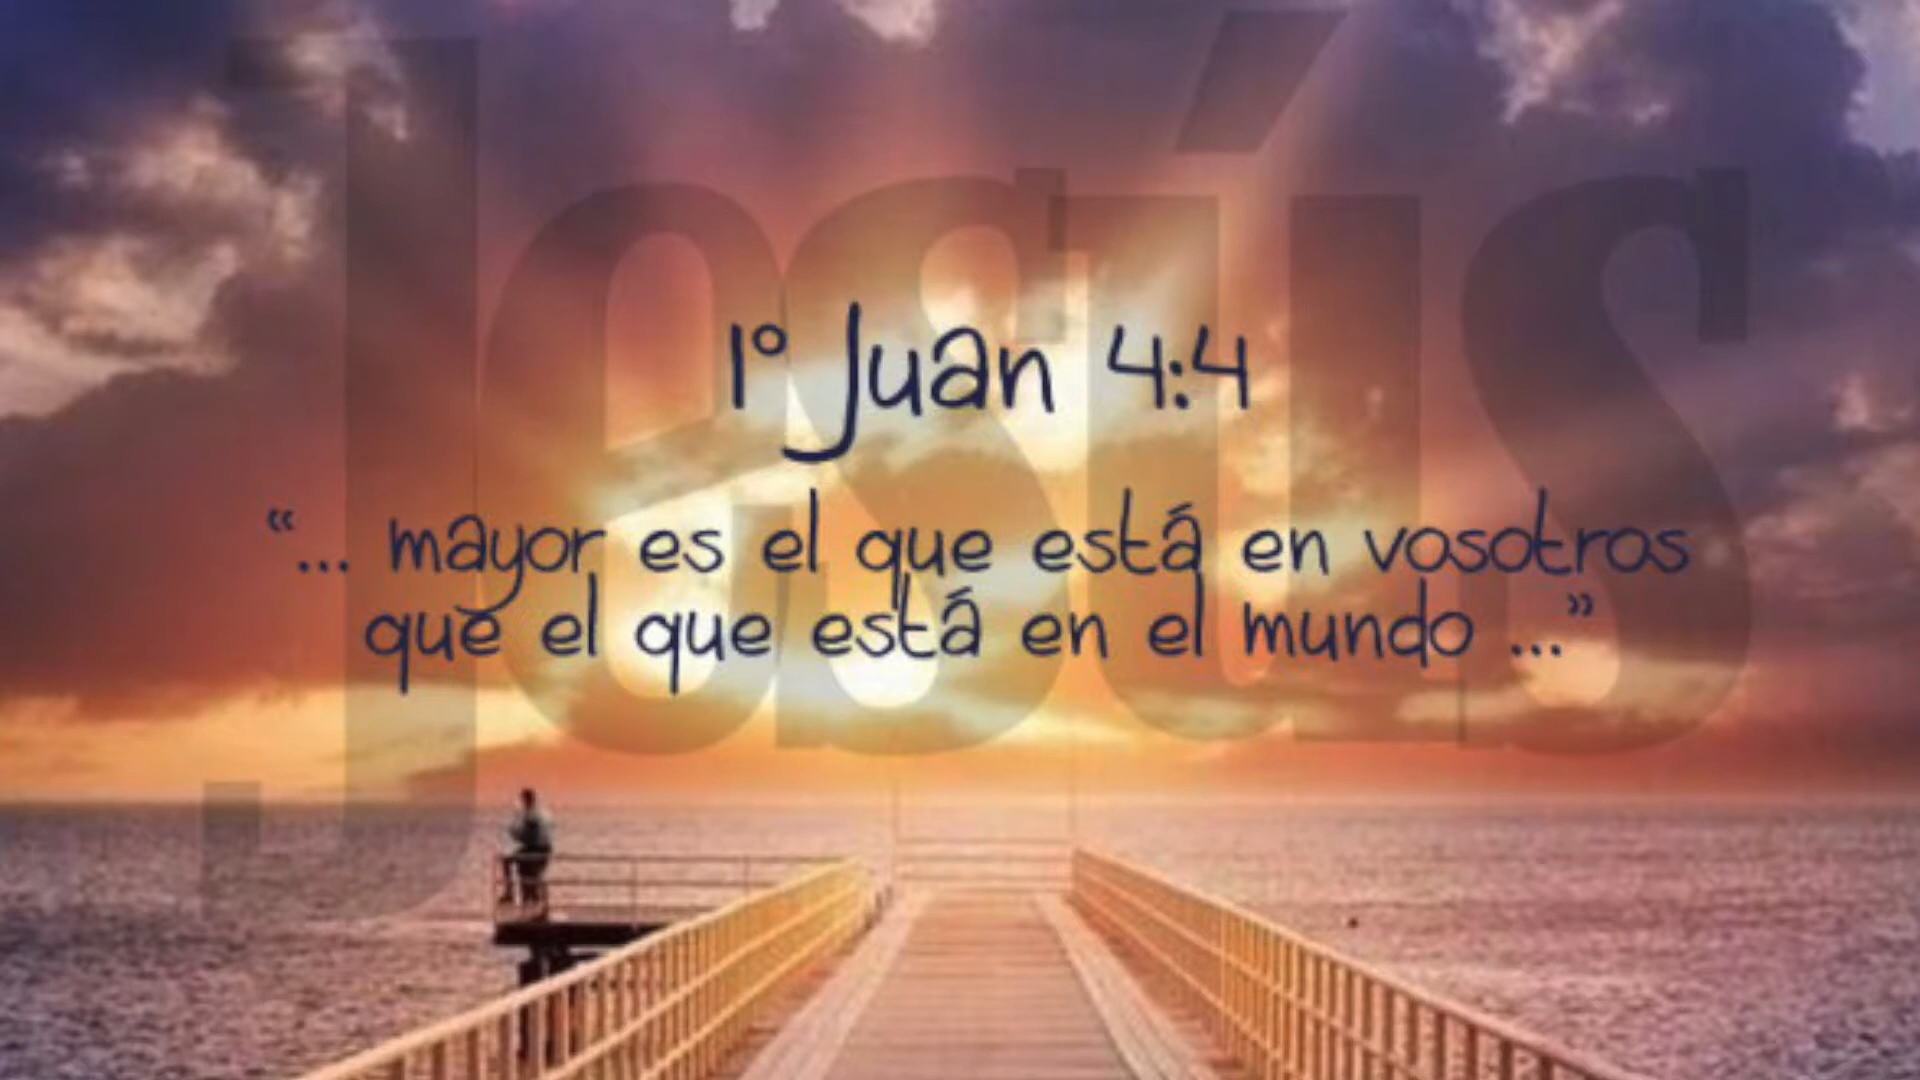 Jesús
1º Juan 4:4
“... mayor es el que está en vosotros
que el que está en el mundo ...”